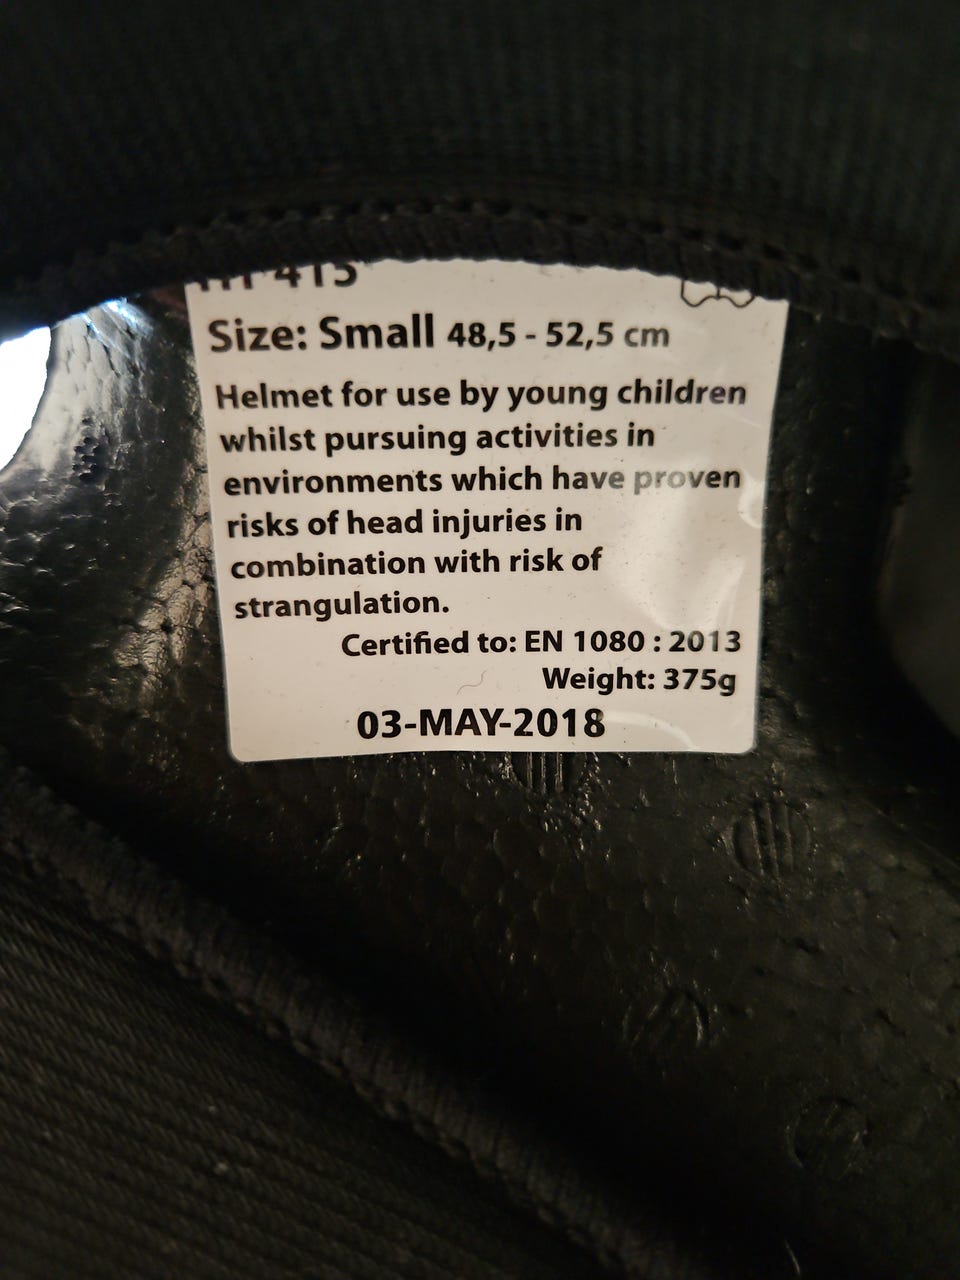 415
Size: Small 48,5 - 52,5 cm
Helmet for use by young children
whilst pursuing activities in
environments which have proven
risks of head injuries in
combination with risk of
strangulation.
Certified to: EN 1080 : 2013
Weight: 375g
03-MAY-2018